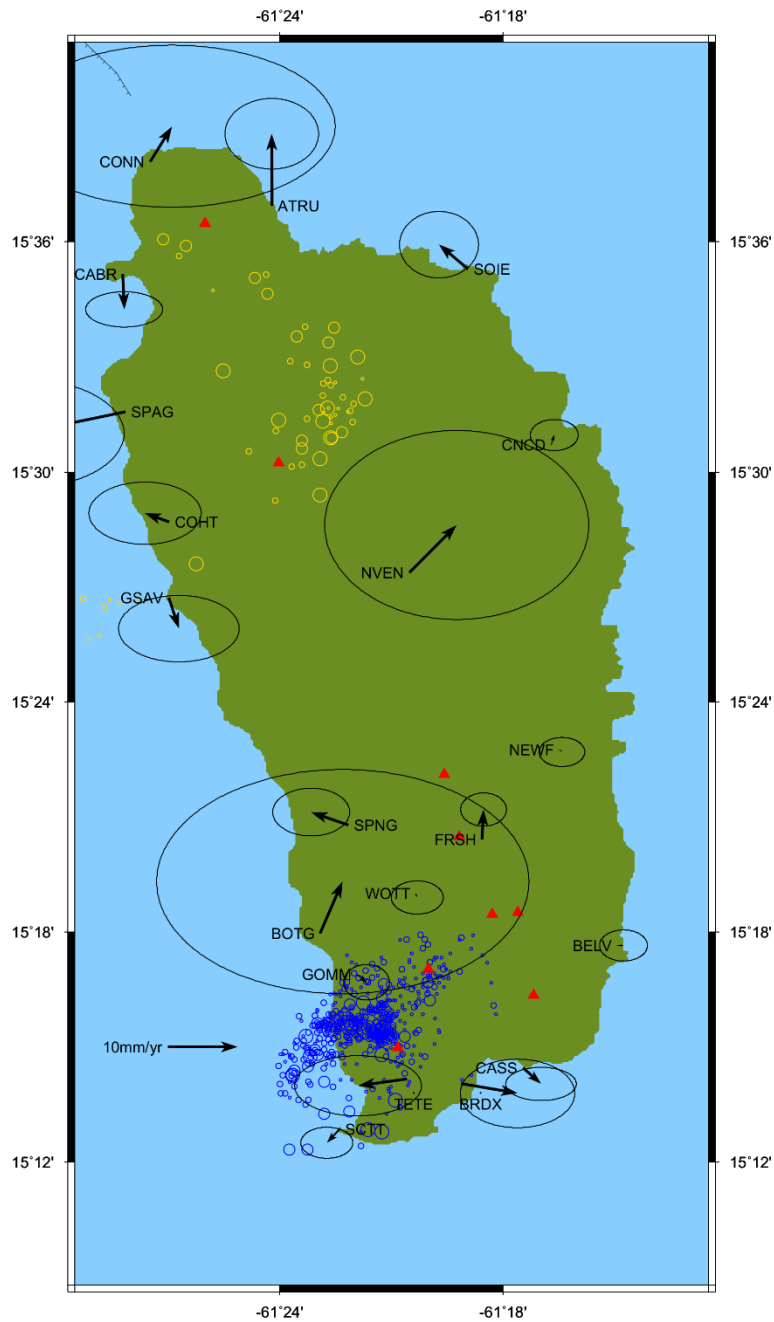 -61˚24' -61˚18'
CONN
ATRU
15˚36' 15˚36'
SOIE
CABR
SPAG
CNCD
15˚30' 15˚30'
COHT
NVEN
GSAV
15˚24' 15˚24'
NEWF
SPNG
FRSH
WOTT
BOTG
15˚18' 15˚18'
BELV
GOMM
10mm/yr
CASS
TETE BRDX
SCTT
15˚12' 15˚12'
-61˚24' -61˚18'